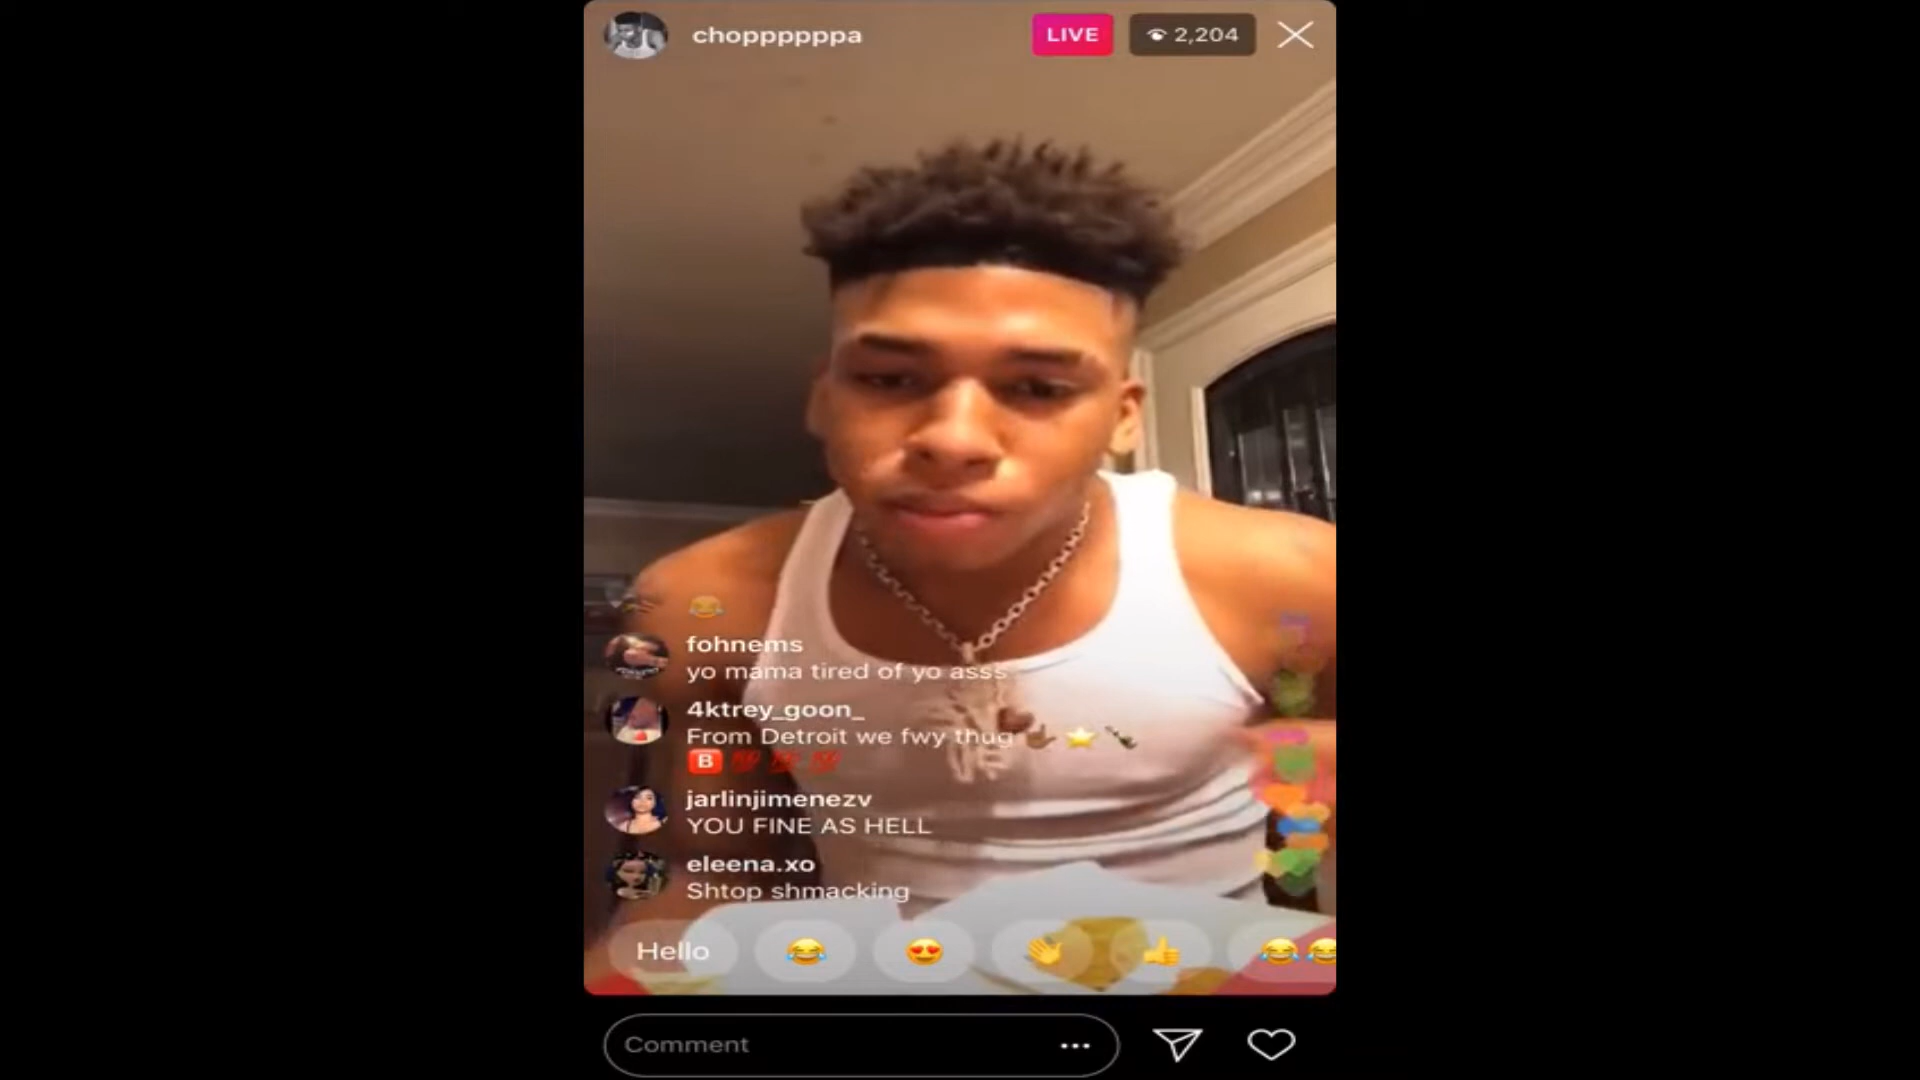 choppppppa
LIVE
2,204
fohnems
yo mama tired of yo asss
4ktrey_goon_
From Detroit we fwy thug
B 💯 💯 💯
jarlinjimenezv
YOU FINE AS HELL
eleena.xo
Shtop shmacking
Hello
Comment